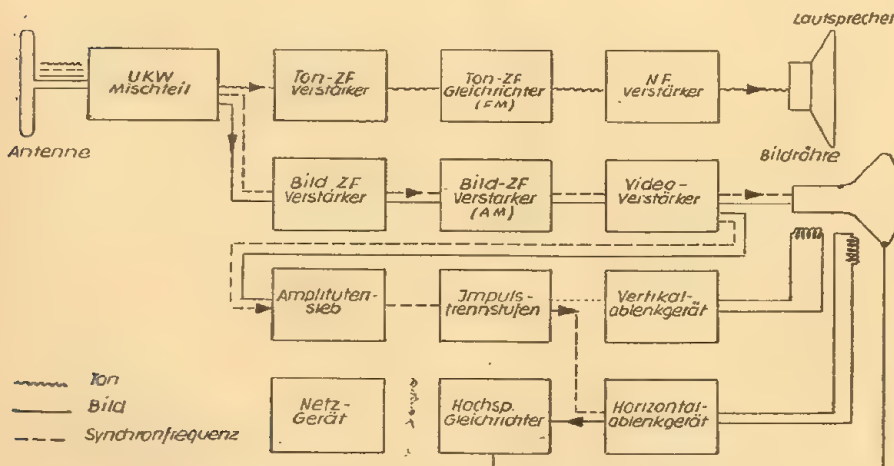 Lautsprecher
UKW
Mischteil
Ton-ZF
Verstärker
Ton-ZF
Gleichrichter
(FM)
NF
Verstärker
Antenne
Bildröhre
Bild ZF
Verstärker
Bild-ZF
Verstärker
(AM)
Video-
Verstärker
Amplituten-
sieb
Impuls-
trennstufen
Vertikal-
ablenkgerät
Ton
Bild
Synchronfrequenz
Netz-
Gerät
Hochsp.
Gleichrichter
Horizontal-
ablenkgerät